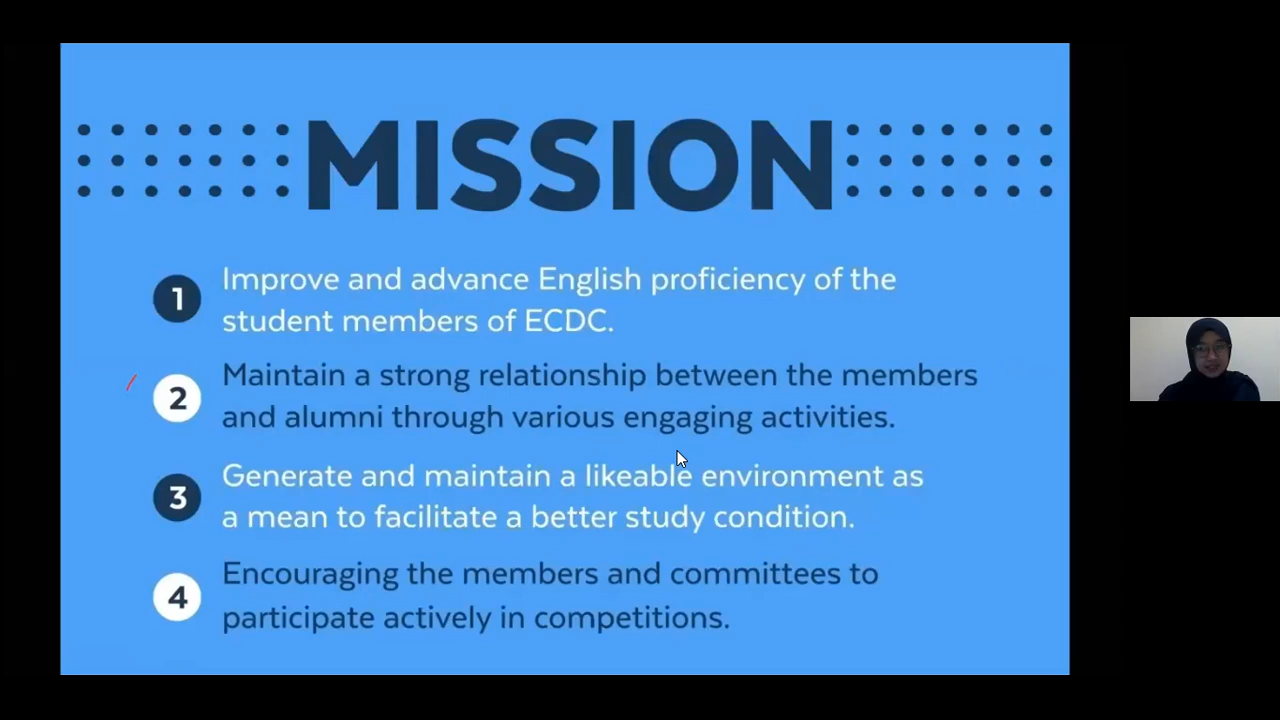 MISSION
1
Improve and advance English proficiency of the
student members of ECDC.
2
Maintain a strong relationship between the members
and alumni through various engaging activities.
3
Generate and maintain a likeable environment as
a mean to facilitate a better study condition.
4
Encouraging the members and committees to
participate actively in competitions.